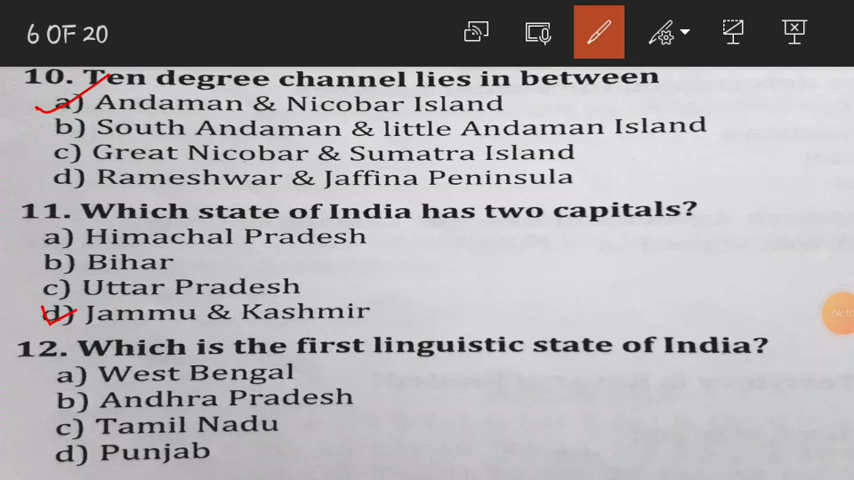 6 OF 20
10. Ten degree channel lies in between
a) Andaman & Nicobar Island
b) South Andaman & little Andaman Island
c) Great Nicobar & Sumatra Island
d) Rameshwar & Jaffina Peninsula
11. Which state of India has two capitals?
a) Himachal Pradesh
b) Bihar
c) Uttar Pradesh
d) Jammu & Kashmir
04:10
12. Which is the first linguistic state of India?
a) West Bengal
b) Andhra Pradesh
c) Tamil Nadu
d) Punjab